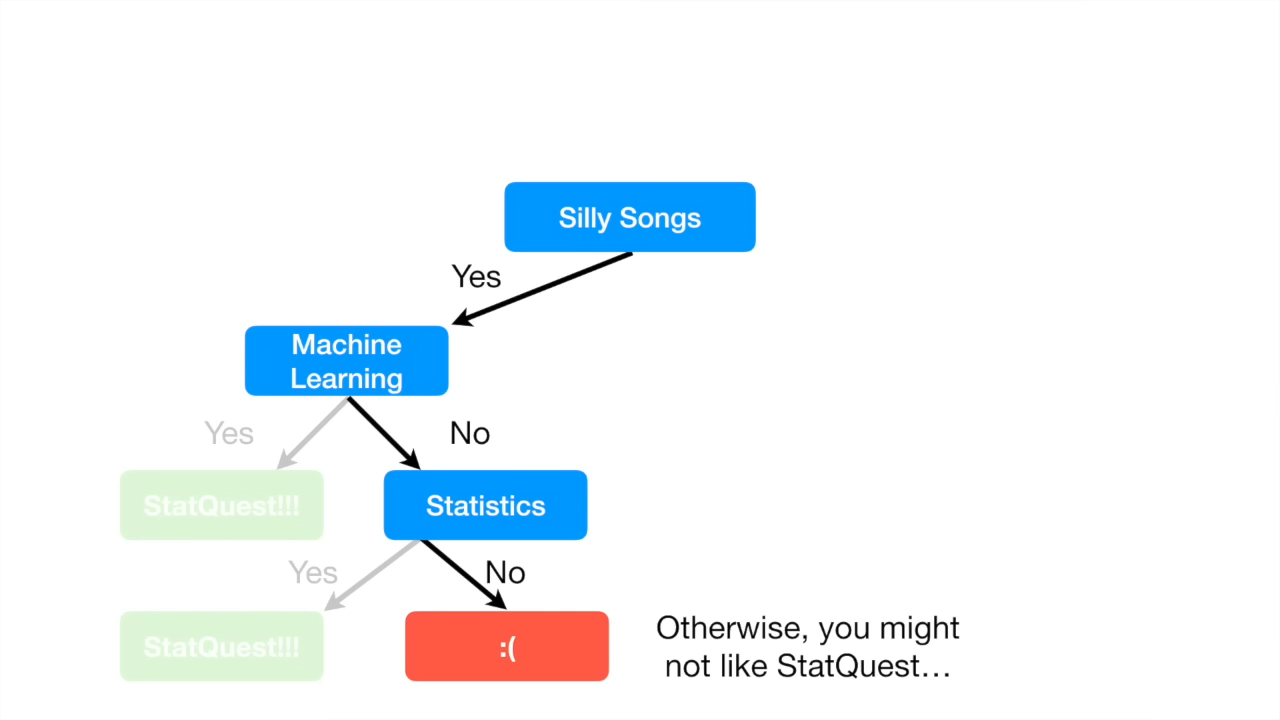 Silly Songs
Yes
Machine
Learning
Yes
No
StatQuest!!!
Statistics
Yes
No
StatQuest!!!
:(
Otherwise, you might
not like StatQuest…